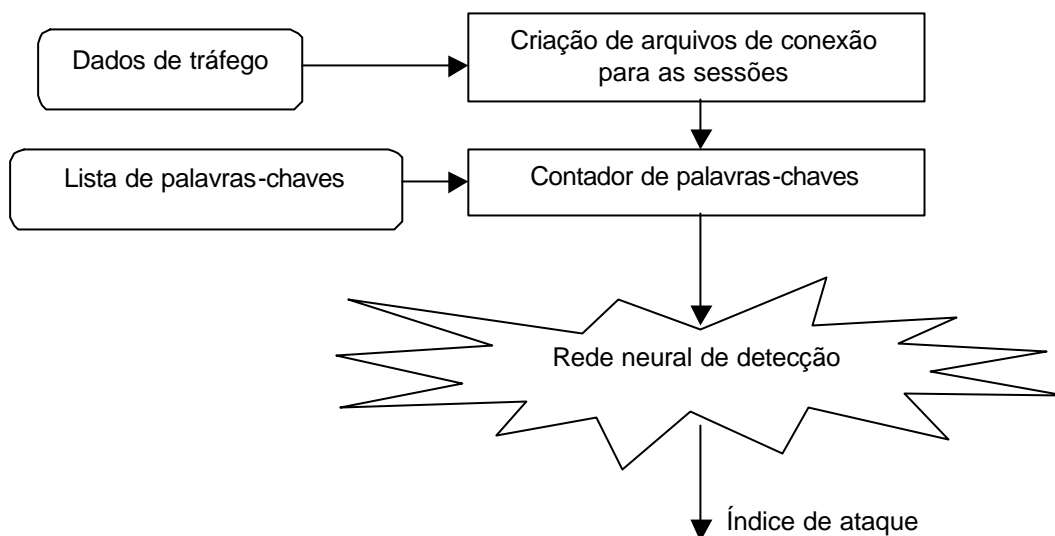 Dados de tráfego
Criação de arquivos de conexão
para as sessões
Lista de palavras-chaves
Contador de palavras-chaves
Rede neural de detecção
Índice de ataque